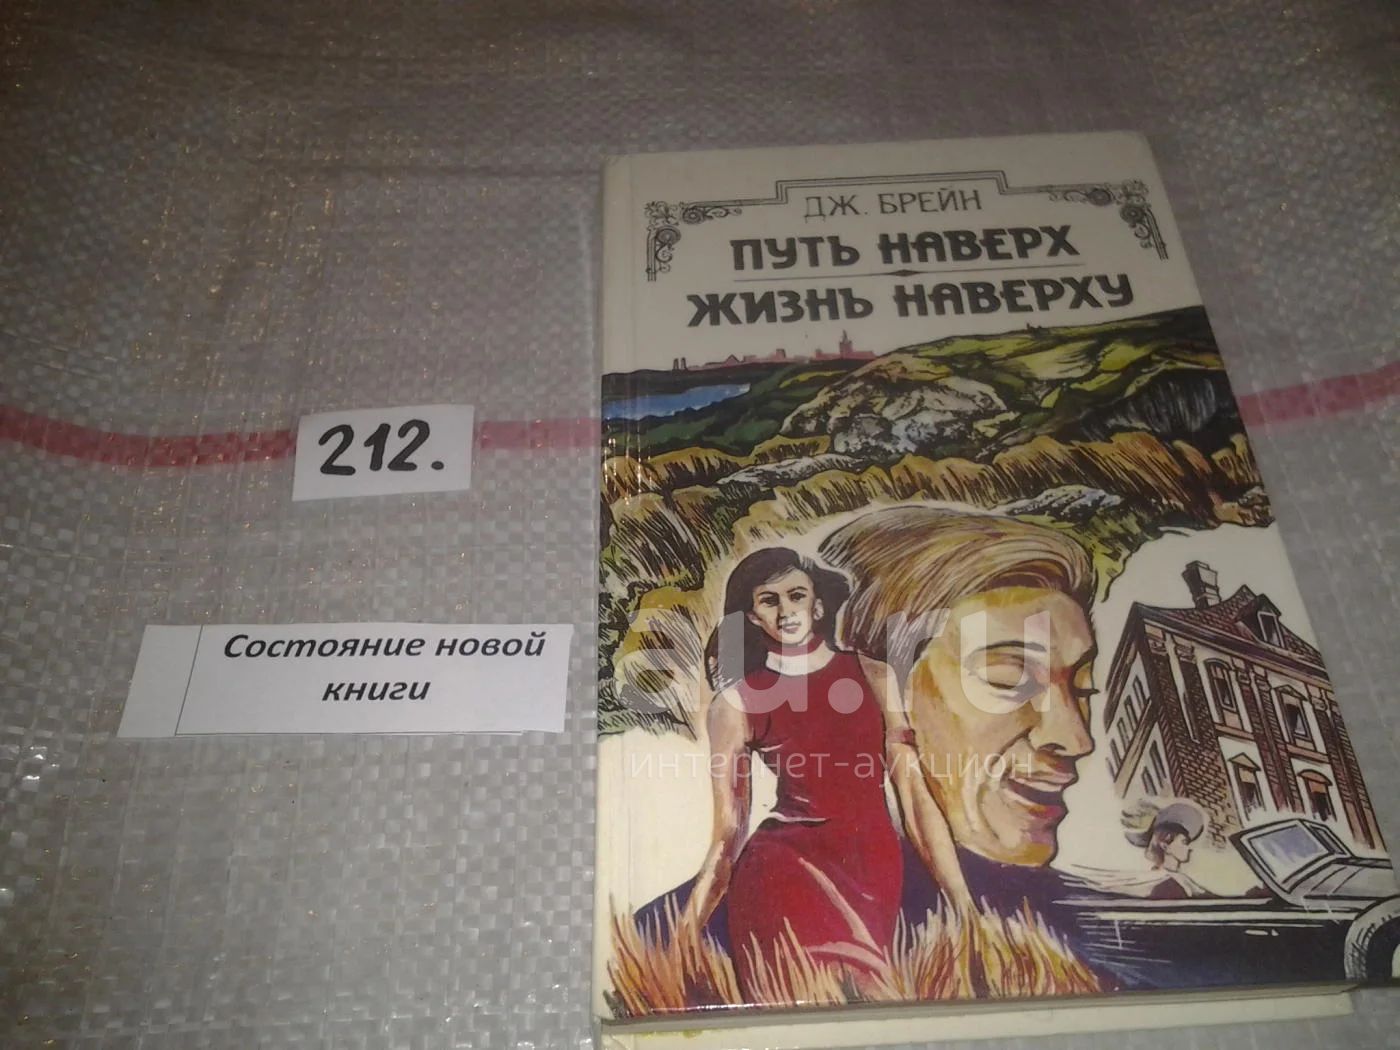 ДЖ. БРЕЙН
ПУТЬ НАВЕРХ
ЖИЗНЬ НАВЕРХУ
212.
Состояние новой
книги
au.ru
интернет-аукцион